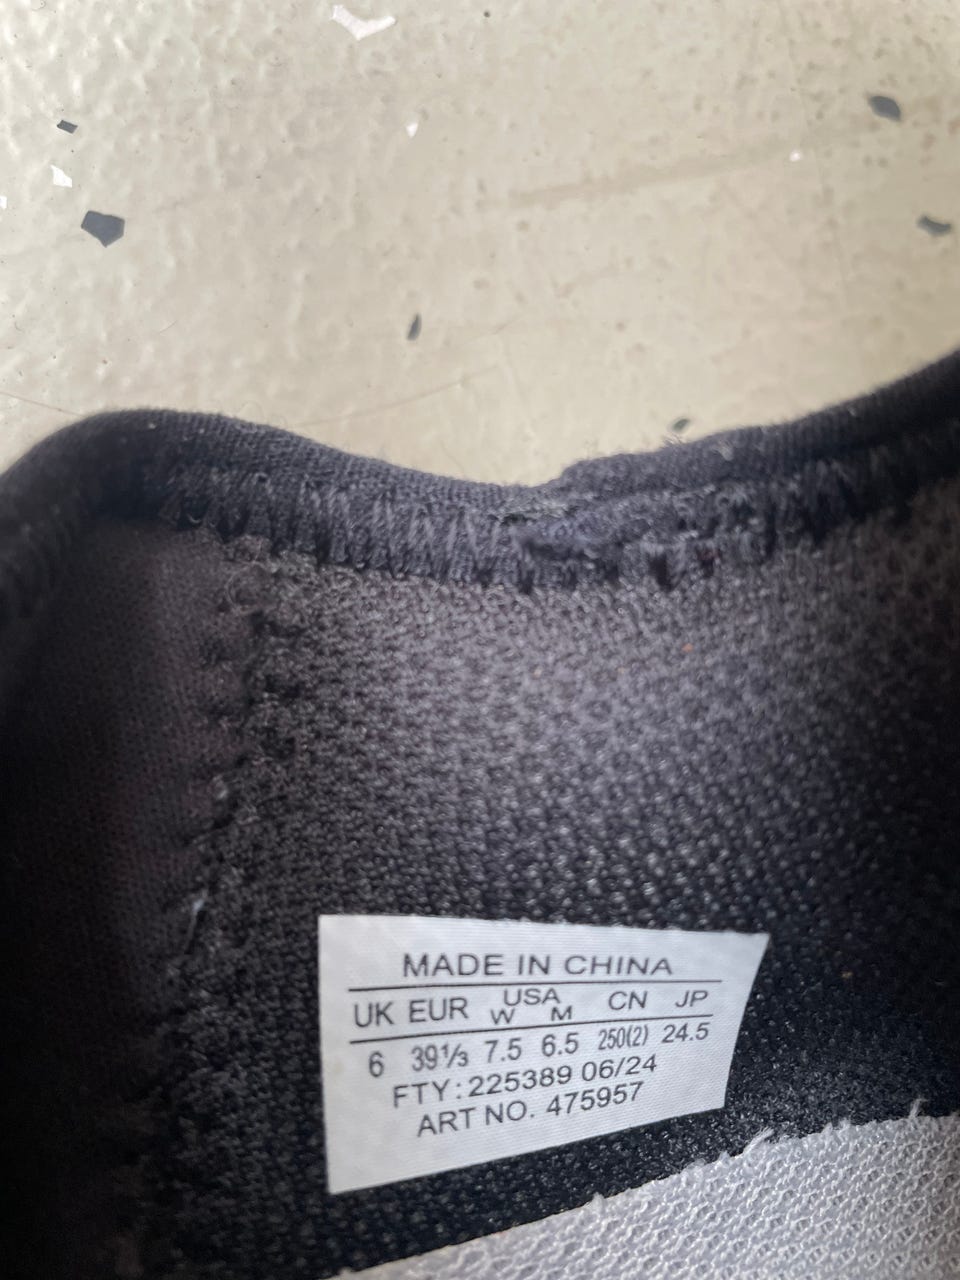 MADE IN CHINA
UK EUR USA CN JP
W M
6 39⅓ 7.5 6.5 250(2) 24.5
FTY: 225389 06/24
ART NO. 475957